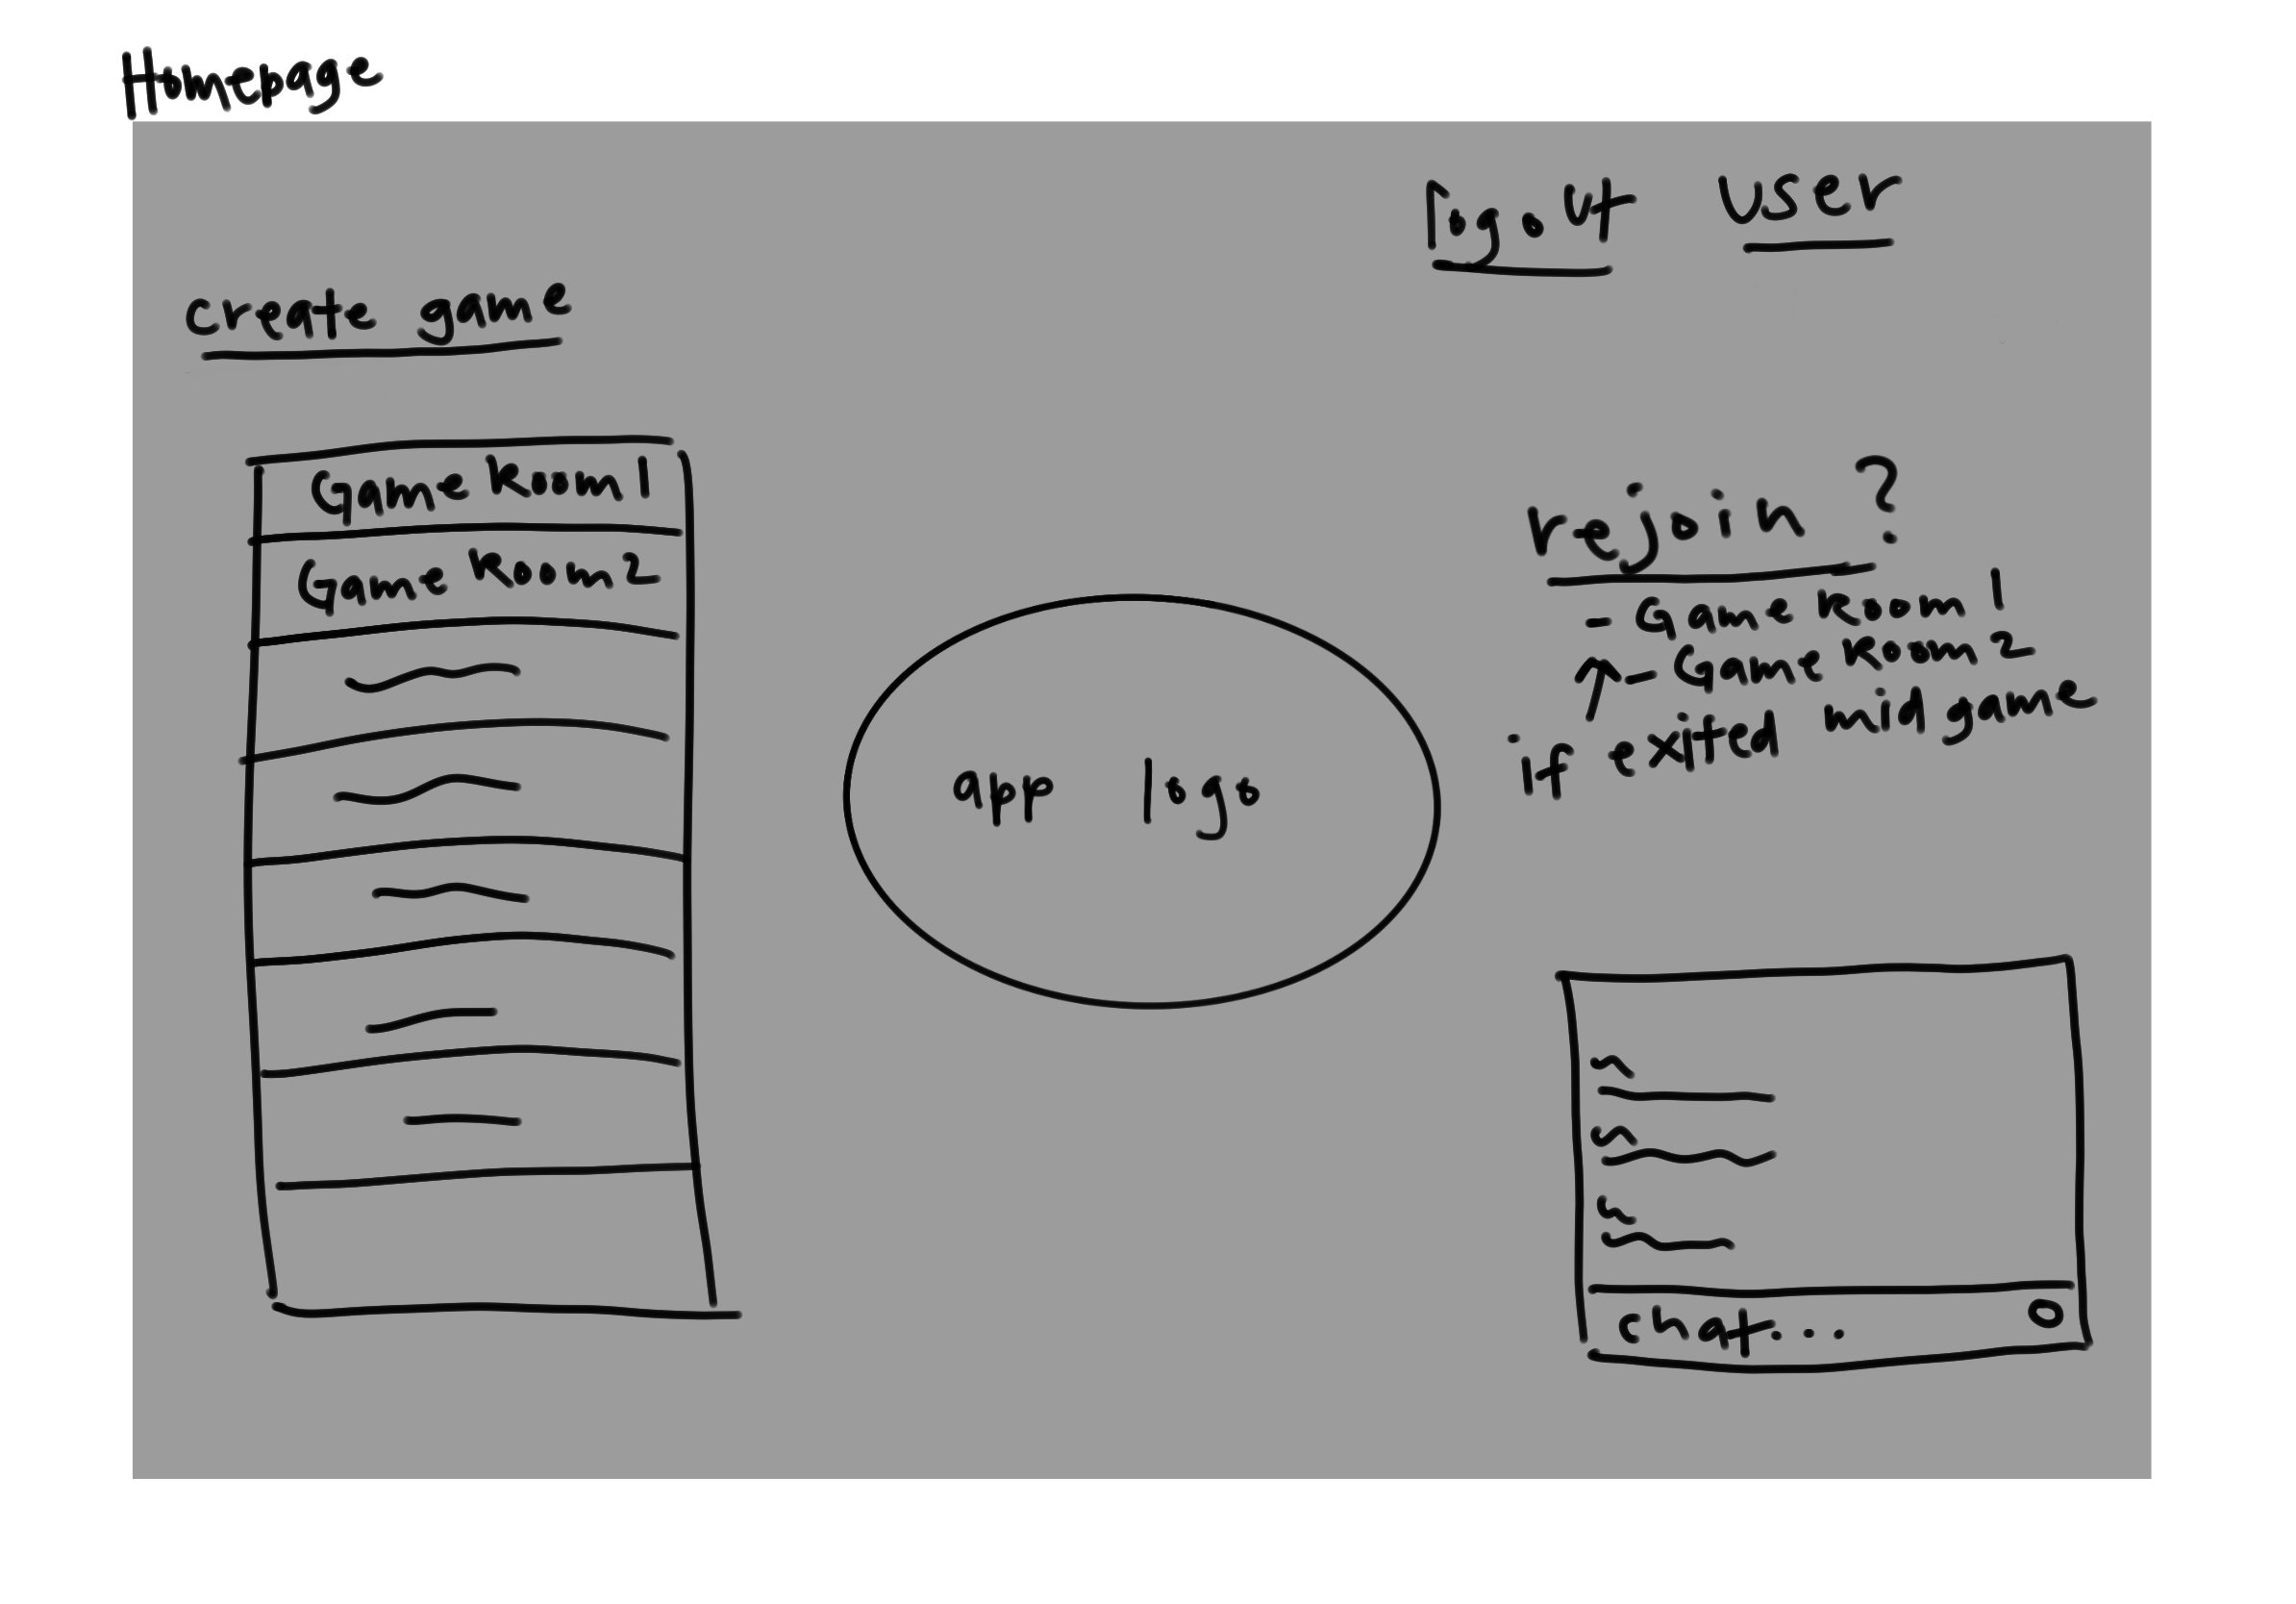 Homepage
logout user
create game
Game Room 1
Game Room 2
rejoin ?
- Game Room 1
- Game Room 2
if exited mid game
app logo
chat...